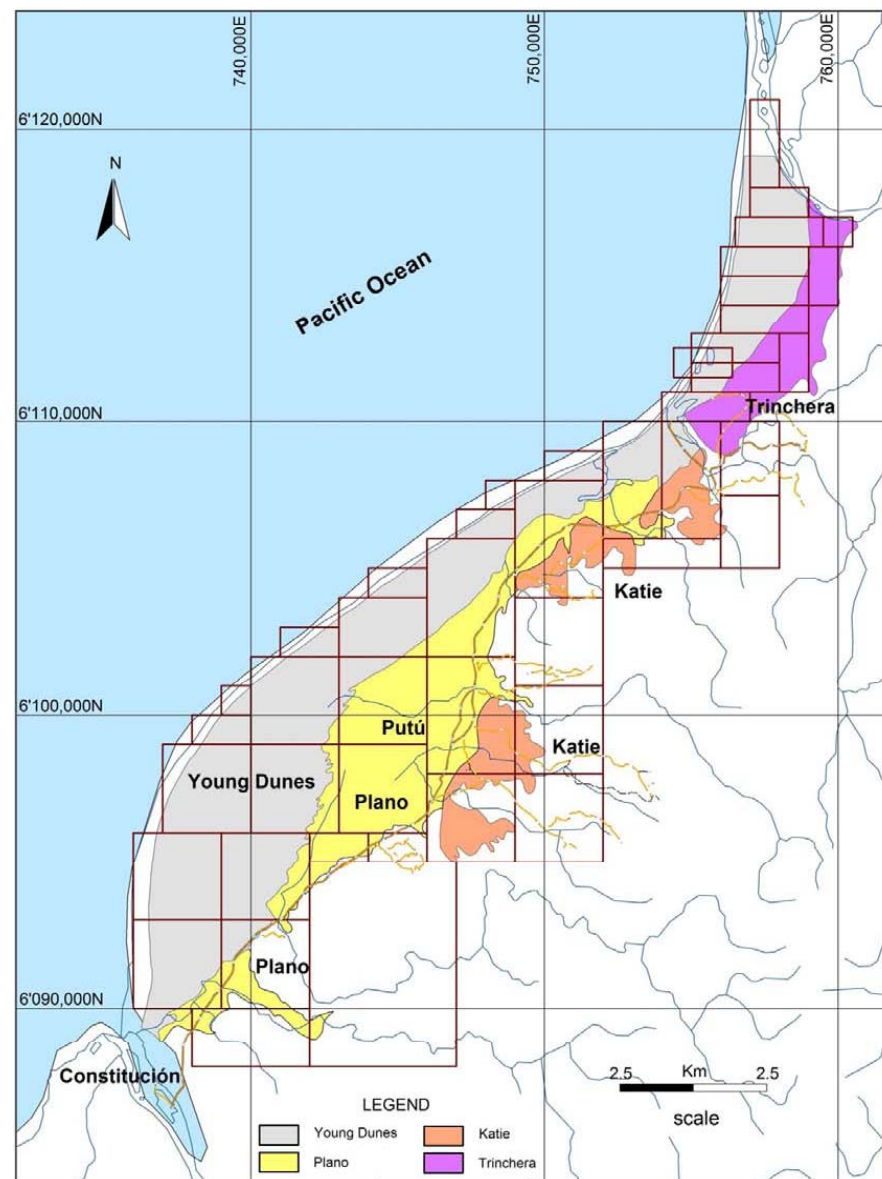 740,000E
750,000E
760,000E
6'120,000N
N
Pacific Ocean
6'110,000N
Trinchera
Katie
6'100,000N
Putú
Katie
Young Dunes
Plano
Plano
6'090,000N
Constitución
2.5 Km 2.5
scale
LEGEND
Young Dunes
Katie
Plano
Trinchera